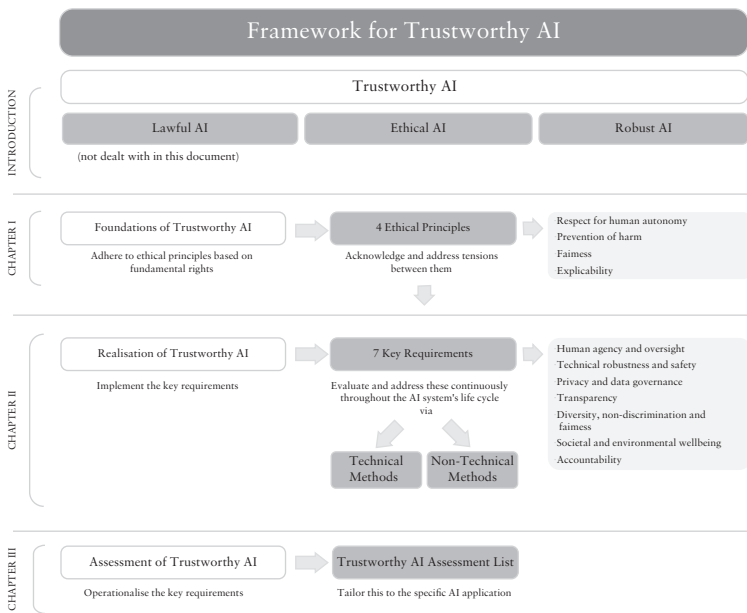 Framework for Trustworthy AI
INTRODUCTION
Trustworthy AI
Lawful AI
Ethical AI
Robust AI
(not dealt with in this document)
CHAPTER I
Foundations of Trustworthy AI
Adhere to ethical principles based on
fundamental rights
4 Ethical Principles
Acknowledge and address tensions
between them
Respect for human autonomy
Prevention of harm
Fairness
Explicability
CHAPTER II
Realisation of Trustworthy AI
Implement the key requirements
7 Key Requirements
Evaluate and address these continuously
throughout the AI system's life cycle
via
Technical
Methods
Non-Technical
Methods
Human agency and oversight
Technical robustness and safety
Privacy and data governance
Transparency
Diversity, non-discrimination and
fairness
Societal and environmental wellbeing
Accountability
CHAPTER III
Assessment of Trustworthy AI
Operationalise the key requirements
Trustworthy AI Assessment List
Tailor this to the specific AI application